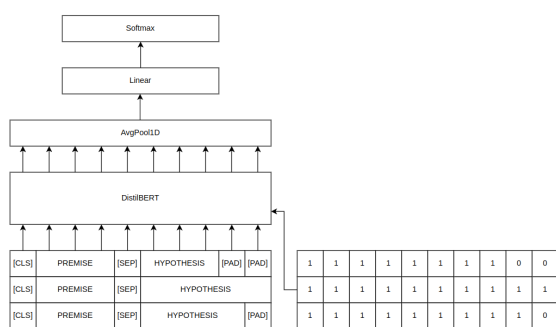 Softmax
Linear
AvgPool1D
DistilBERT
[CLS] PREMISE [SEP] HYPOTHESIS [PAD] [PAD] 1 1 1 1 1 1 1 1 0 0
[CLS] PREMISE [SEP] HYPOTHESIS 1 1 1 1 1 1 1 1 1 1
[CLS] PREMISE [SEP] HYPOTHESIS [PAD] 1 1 1 1 1 1 1 1 1 0